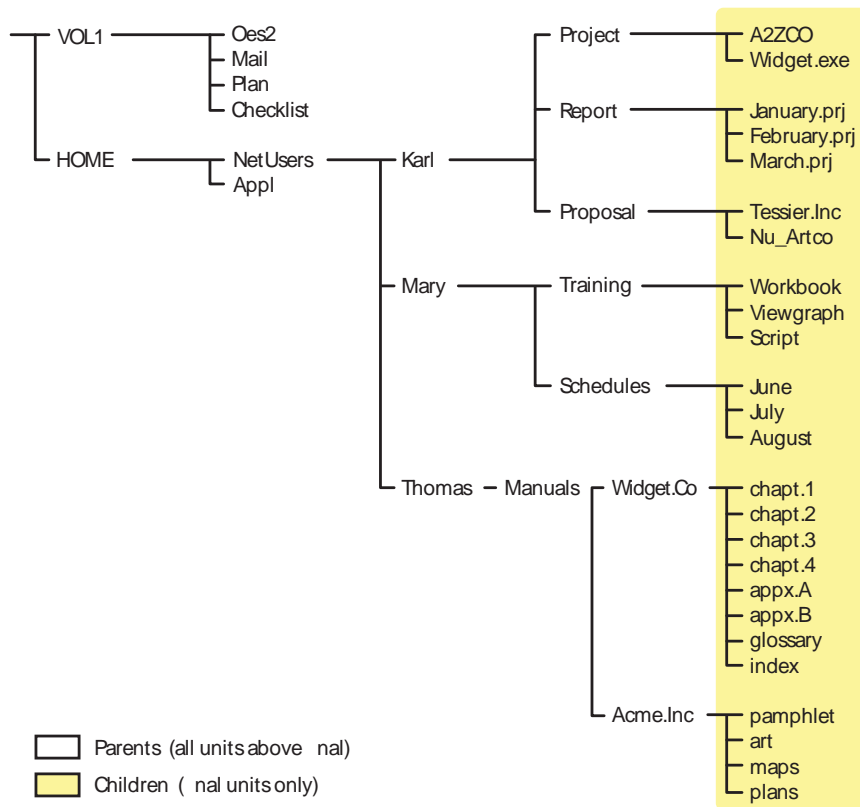 VOL1
Oes2
Mail
Plan
Checklist
HOME
NetUsers
Appl
Karl
Project
A2ZCO
Widget.exe
Report
January.prj
February.prj
March.prj
Proposal
Tessier.Inc
Nu_Artco
Mary
Training
Workbook
Viewgraph
Script
Schedules
June
July
August
Thomas
Manuals
Widget.Co
chapt.1
chapt.2
chapt.3
chapt.4
appx.A
appx.B
glossary
index
Acme.Inc
pamphlet
art
maps
plans
Parents (all units above nal)
Children ( nal units only)